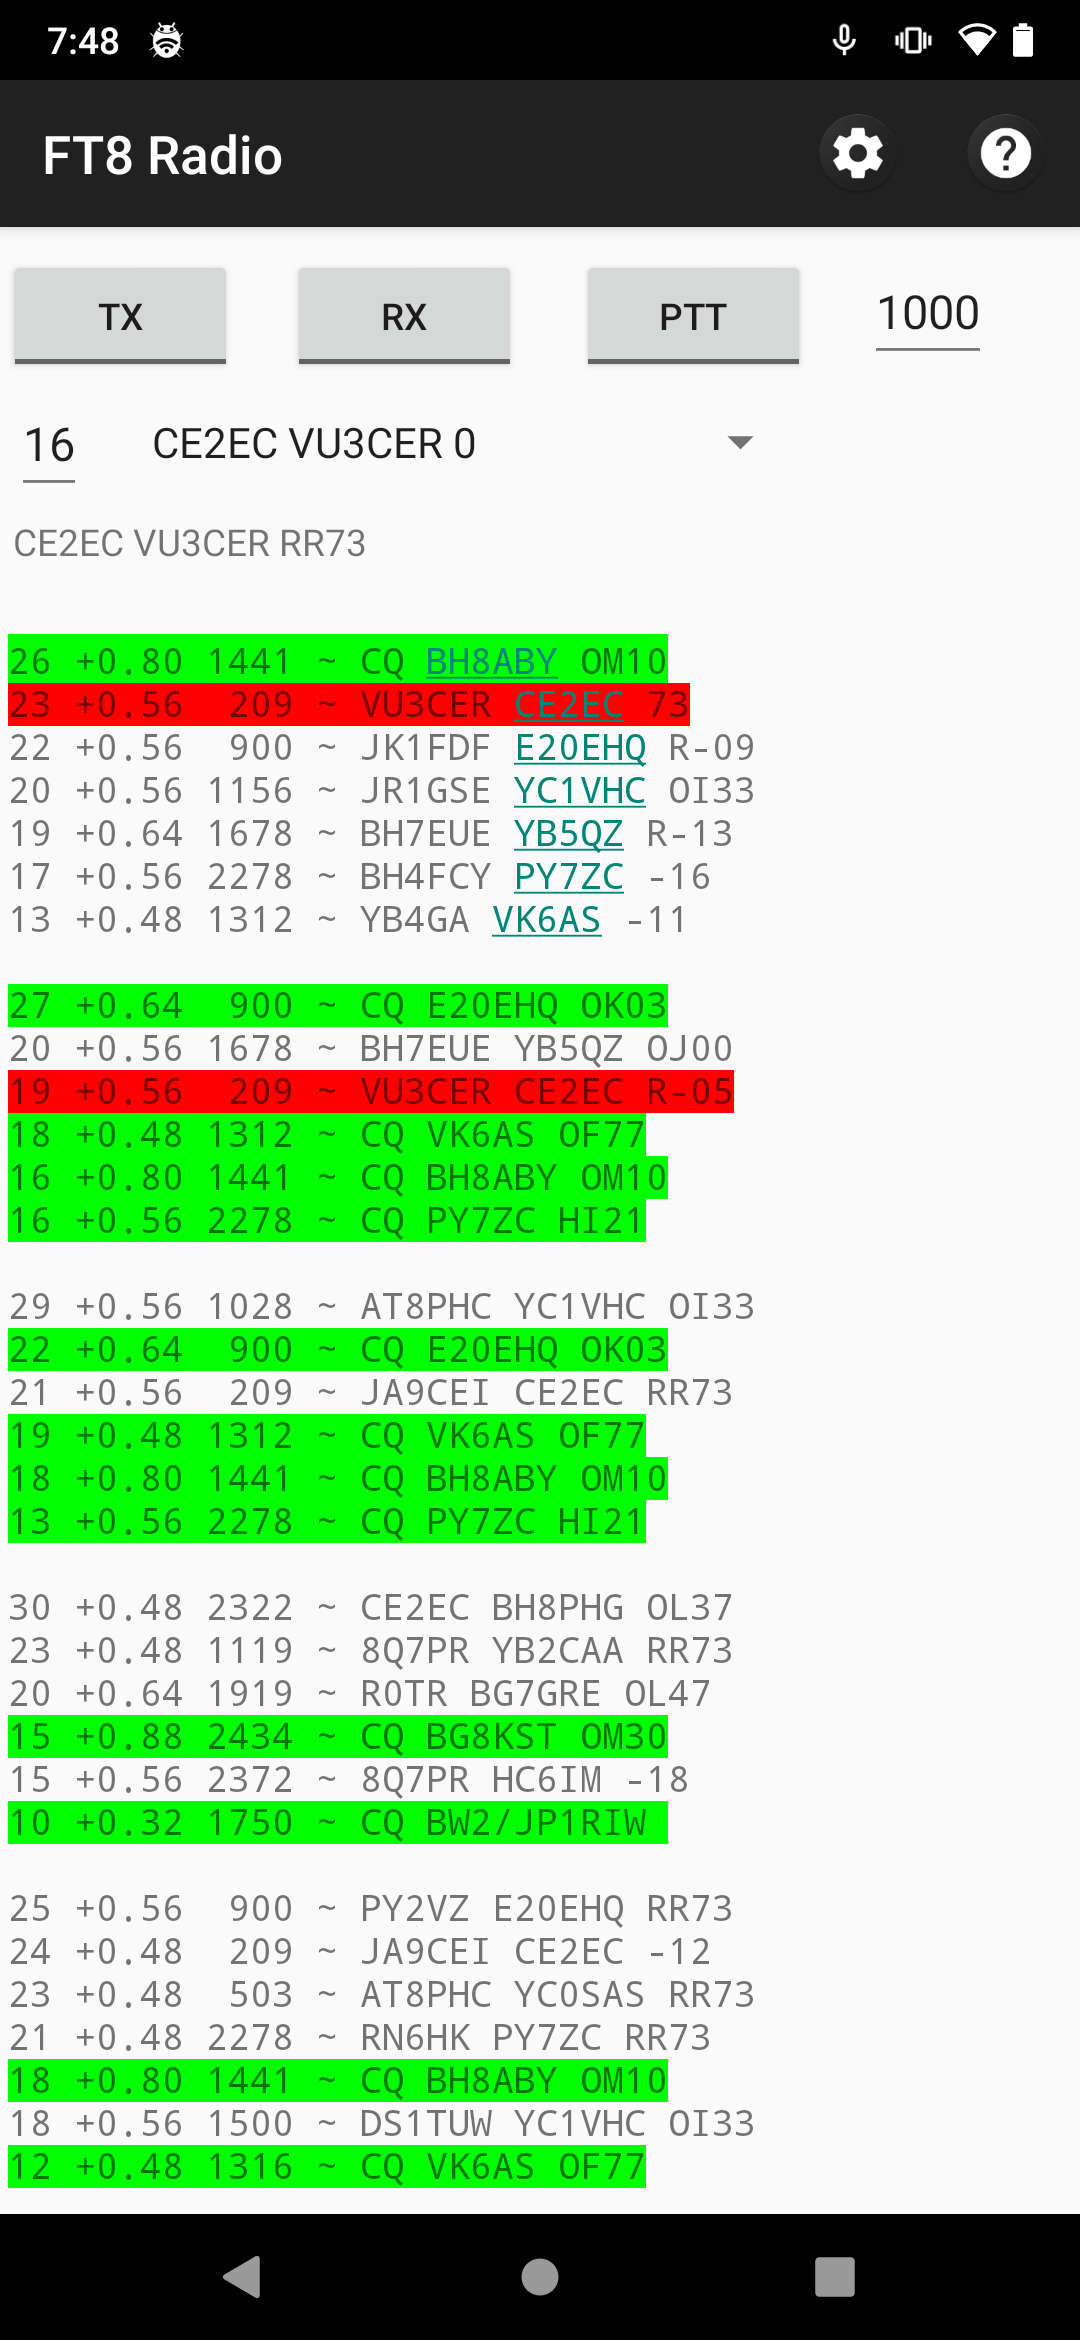 7:48
FT8 Radio
TX RX PTT 1000
16 CE2EC VU3CER 0
CE2EC VU3CER RR73
26 +0.80 1441 ~ CQ BH8ABY OM10
23 +0.56  209 ~ VU3CER CE2EC 73
22 +0.56  900 ~ JK1FDF E20EHQ R-09
20 +0.56 1156 ~ JR1GSE YC1VHC OI33
19 +0.64 1678 ~ BH7EUE YB5QZ R-13
17 +0.56 2278 ~ BH4FCY PY7ZC -16
13 +0.48 1312 ~ YB4GA VK6AS -11
27 +0.64  900 ~ CQ E20EHQ OK03
20 +0.56 1678 ~ BH7EUE YB5QZ OJ00
19 +0.56  209 ~ VU3CER CE2EC R-05
18 +0.48 1312 ~ CQ VK6AS OF77
16 +0.80 1441 ~ CQ BH8ABY OM10
16 +0.56 2278 ~ CQ PY7ZC HI21
29 +0.56 1028 ~ AT8PHC YC1VHC OI33
22 +0.64  900 ~ CQ E20EHQ OK03
21 +0.56  209 ~ JA9CEI CE2EC RR73
19 +0.48 1312 ~ CQ VK6AS OF77
18 +0.80 1441 ~ CQ BH8ABY OM10
13 +0.56 2278 ~ CQ PY7ZC HI21
30 +0.48 2322 ~ CE2EC BH8PHG OL37
23 +0.48 1119 ~ 8Q7PR YB2CAA RR73
20 +0.64 1919 ~ R0TR BG7GRE OL47
15 +0.88 2434 ~ CQ BG8KST OM30
15 +0.56 2372 ~ 8Q7PR HC6IM -18
10 +0.32 1750 ~ CQ BW2/JP1RIW
25 +0.56  900 ~ PY2VZ E20EHQ RR73
24 +0.48  209 ~ JA9CEI CE2EC -12
23 +0.48  503 ~ AT8PHC YC0SAS RR73
21 +0.48 2278 ~ RN6HK PY7ZC RR73
18 +0.80 1441 ~ CQ BH8ABY OM10
18 +0.56 1500 ~ DS1TUW YC1VHC OI33
12 +0.48 1316 ~ CQ VK6AS OF77